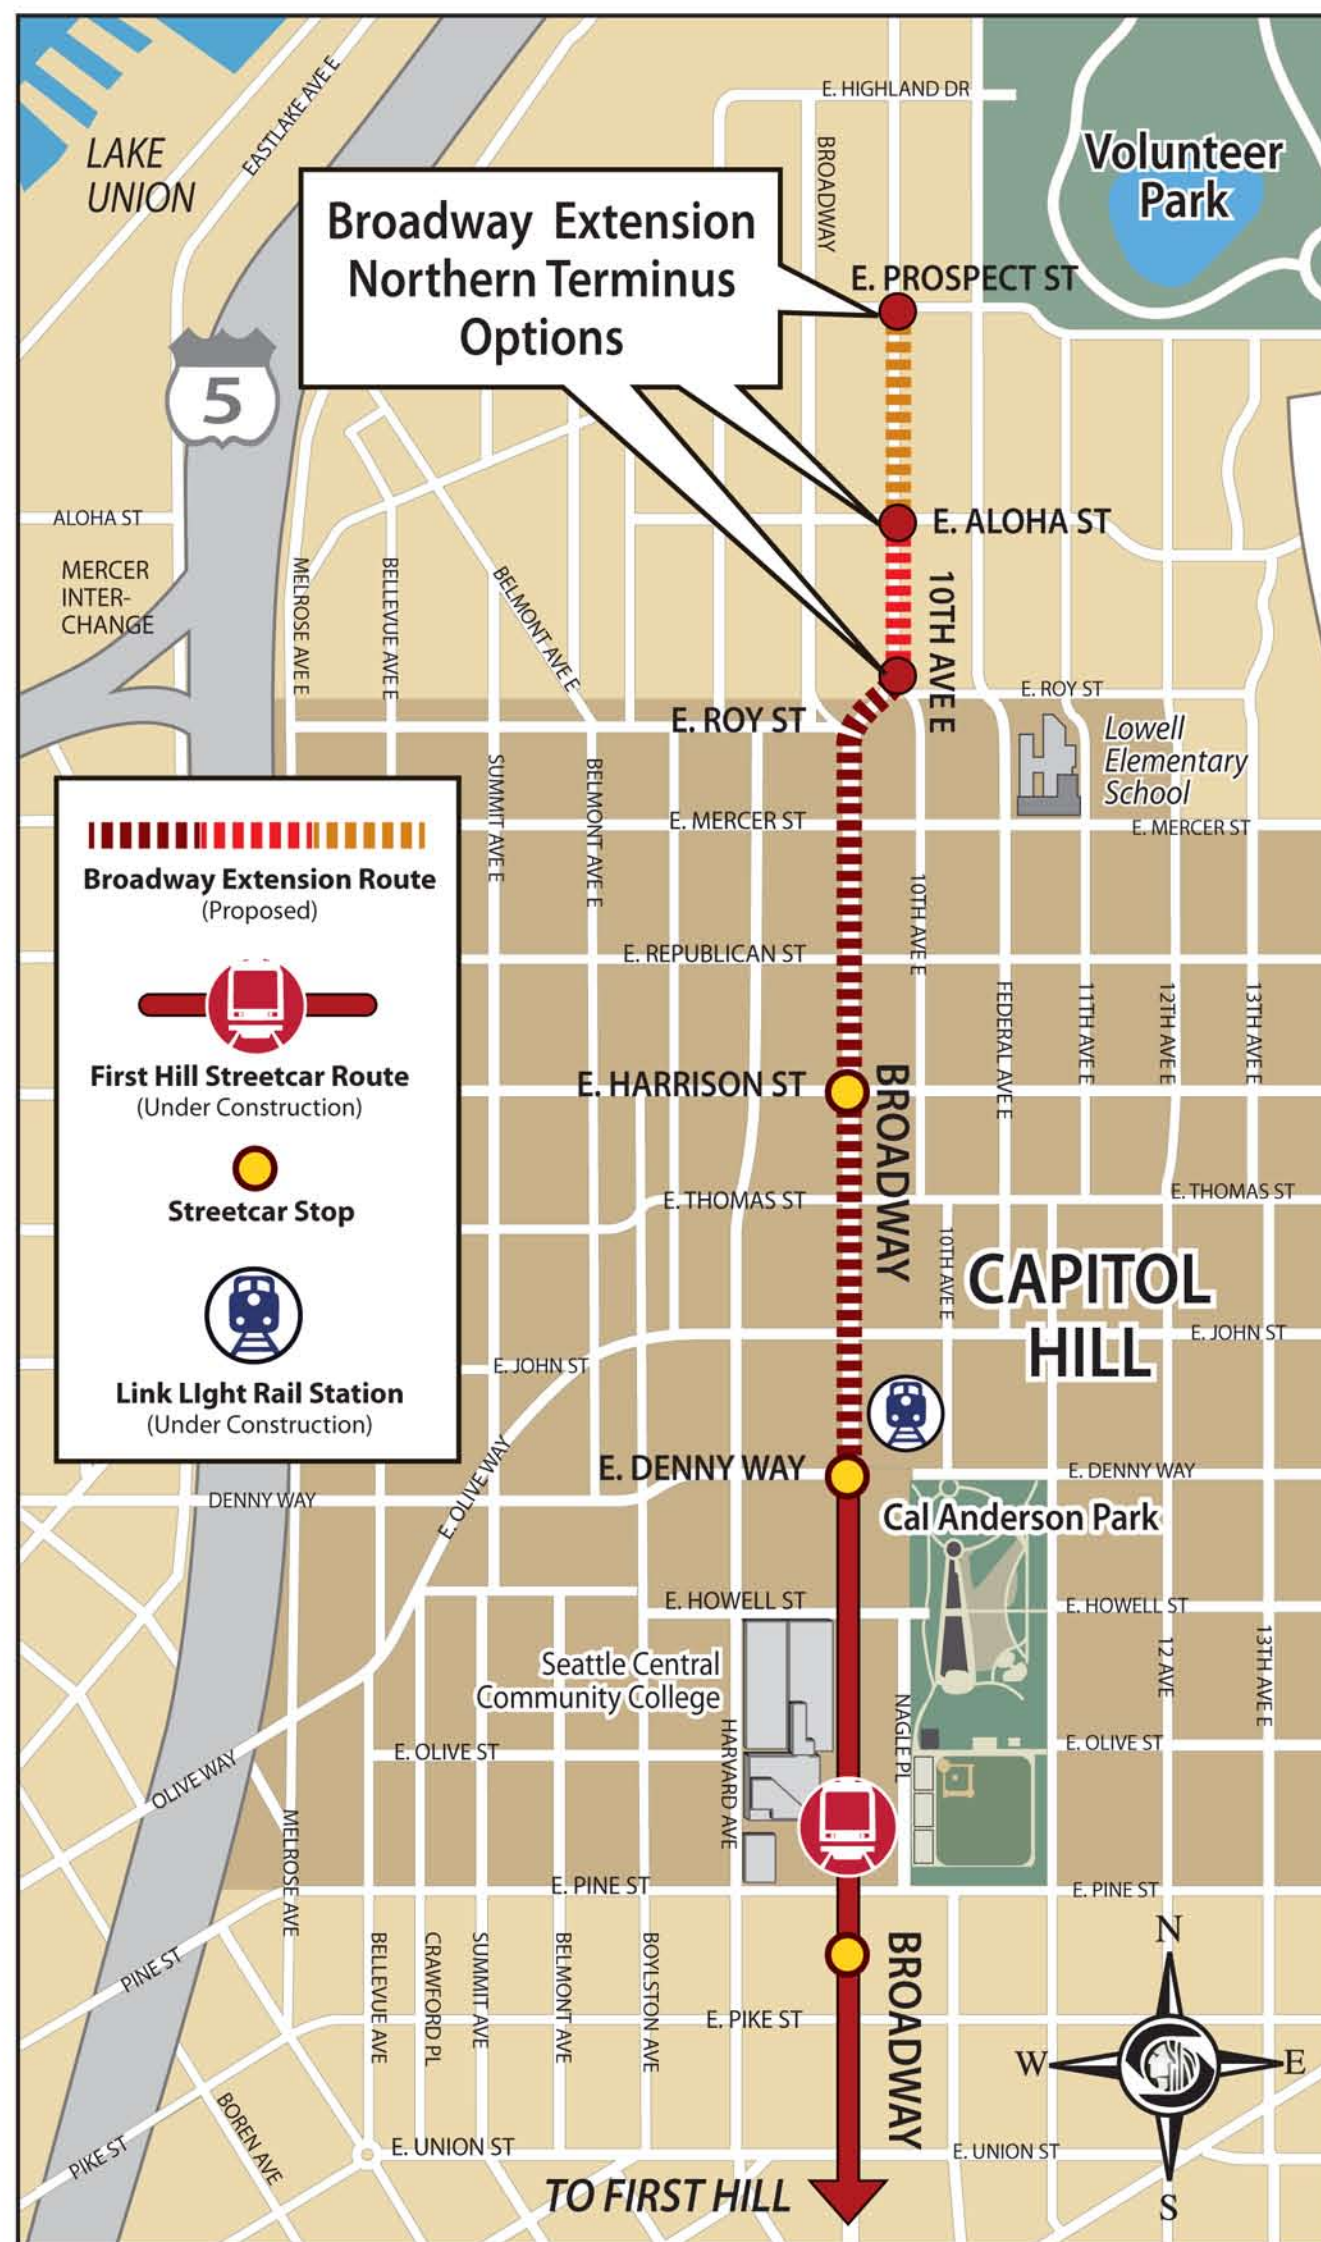 LAKE
UNION
EASTLAKE AVE E
E. HIGHLAND DR
BROADWAY
Volunteer
Park
Broadway Extension
Northern Terminus
Options
E. PROSPECT ST
5
ALOHA ST
E. ALOHA ST
MERCER
INTER-
CHANGE
MELROSE AVE E
BELLEVUE AVE E
BELMONT AVE E
10TH AVE E
E. ROY ST
E. ROY ST
Lowell
Elementary
School
SUMMIT AVE E
BELMONT AVE E
E. MERCER ST
E. MERCER ST
Broadway Extension Route
(Proposed)
10TH AVE E
E. REPUBLICAN ST
FEDERAL AVE E
11TH AVE E
12TH AVE E
13TH AVE E
First Hill Streetcar Route
(Under Construction)
E. HARRISON ST
BROADWAY
Streetcar Stop
E. THOMAS ST
E. THOMAS ST
10TH AVE E
CAPITOL
HILL
E. JOHN ST
E. JOHN ST
Link LIght Rail Station
(Under Construction)
E. OLIVE WAY
E. DENNY WAY
E. DENNY WAY
DENNY WAY
Cal Anderson Park
E. HOWELL ST
E. HOWELL ST
Seattle Central
Community College
HARVARD AVE
NAGLE PL
12 AVE
13TH AVE E
E. OLIVE ST
E. OLIVE ST
OLIVE WAY
MELROSE AVE
E. PINE ST
E. PINE ST
PINE ST
BELLEVUE AVE
CRAWFORD PL
SUMMIT AVE
BELMONT AVE
BOYLSTON AVE
BROADWAY
E. PIKE ST
N
W
E
S
BOREN AVE
PIKE ST
E. UNION ST
E. UNION ST
TO FIRST HILL